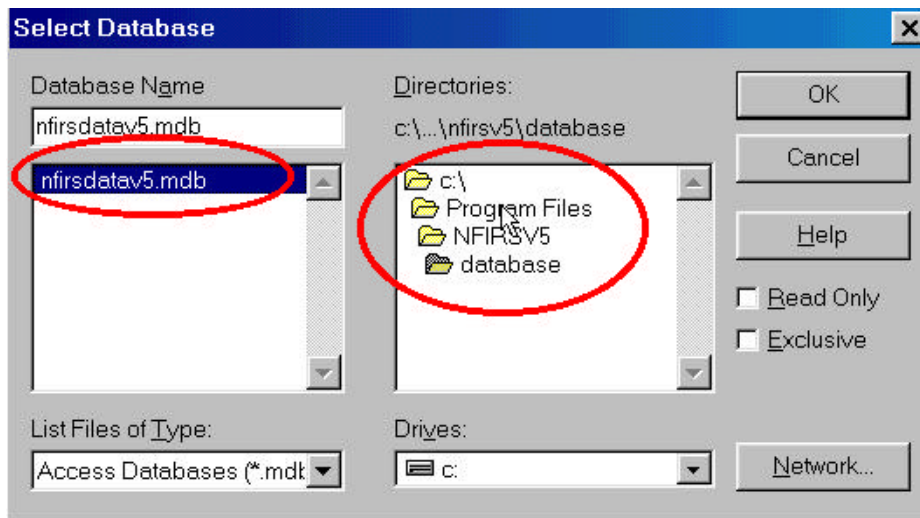 Select Database
Database Name
nfirsdatav5.mdb
nfirsdatav5.mdb
List Files of Type:
Access Databases (*.mdb
Directories:
c:\...\nfirsv5\database
c:\
Program Files
NFIRSV5
database
Drives:
c:
OK
Cancel
Help
Read Only
Exclusive
Network...